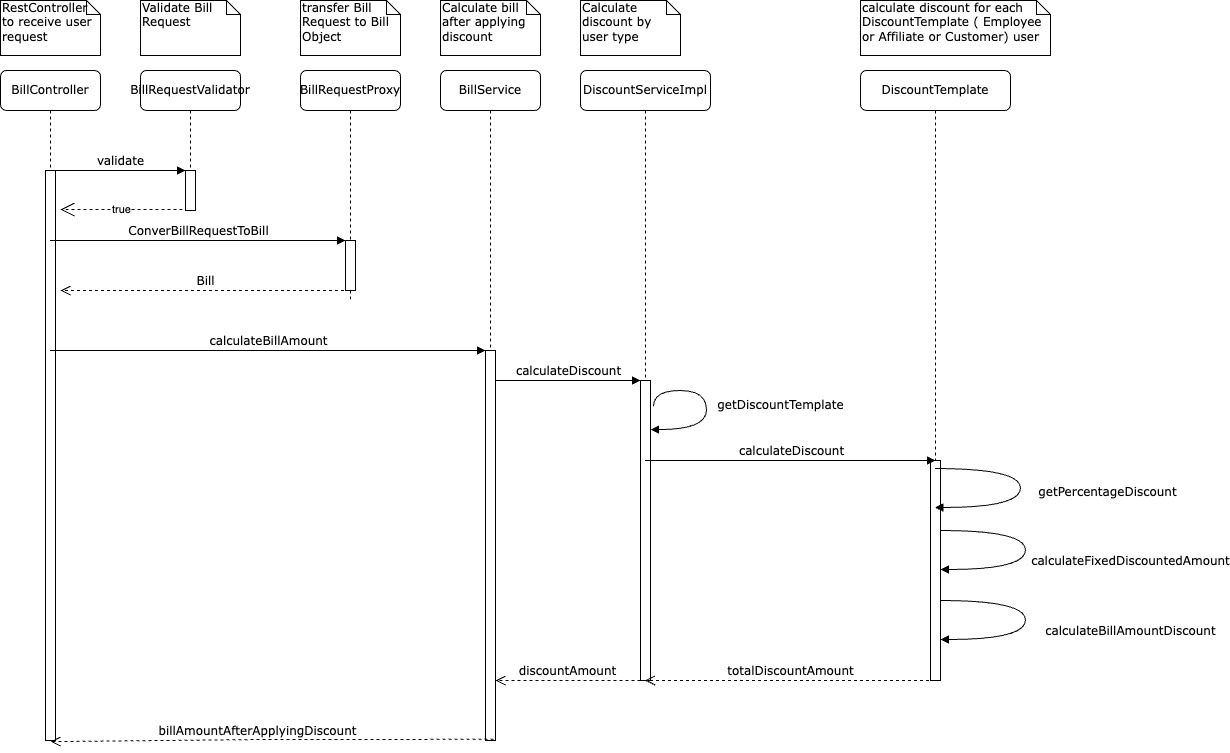 RestController
to receive user
request
Validate Bill
Request
transfer Bill
Request to Bill
Object
Calculate bill
after applying
discount
Calculate
discount by
user type
calculate discount for each
DiscountTemplate ( Employee
or Affiliate or Customer) user
BillController
BillRequestValidator
BillRequestProxy
BillService
DiscountServiceImpl
DiscountTemplate
validate
true
ConverBillRequestToBill
Bill
calculateBillAmount
calculateDiscount
getDiscountTemplate
calculateDiscount
getPercentageDiscount
calculateFixedDiscountedAmount
calculateBillAmountDiscount
discountAmount
totalDiscountAmount
billAmountAfterApplyingDiscount